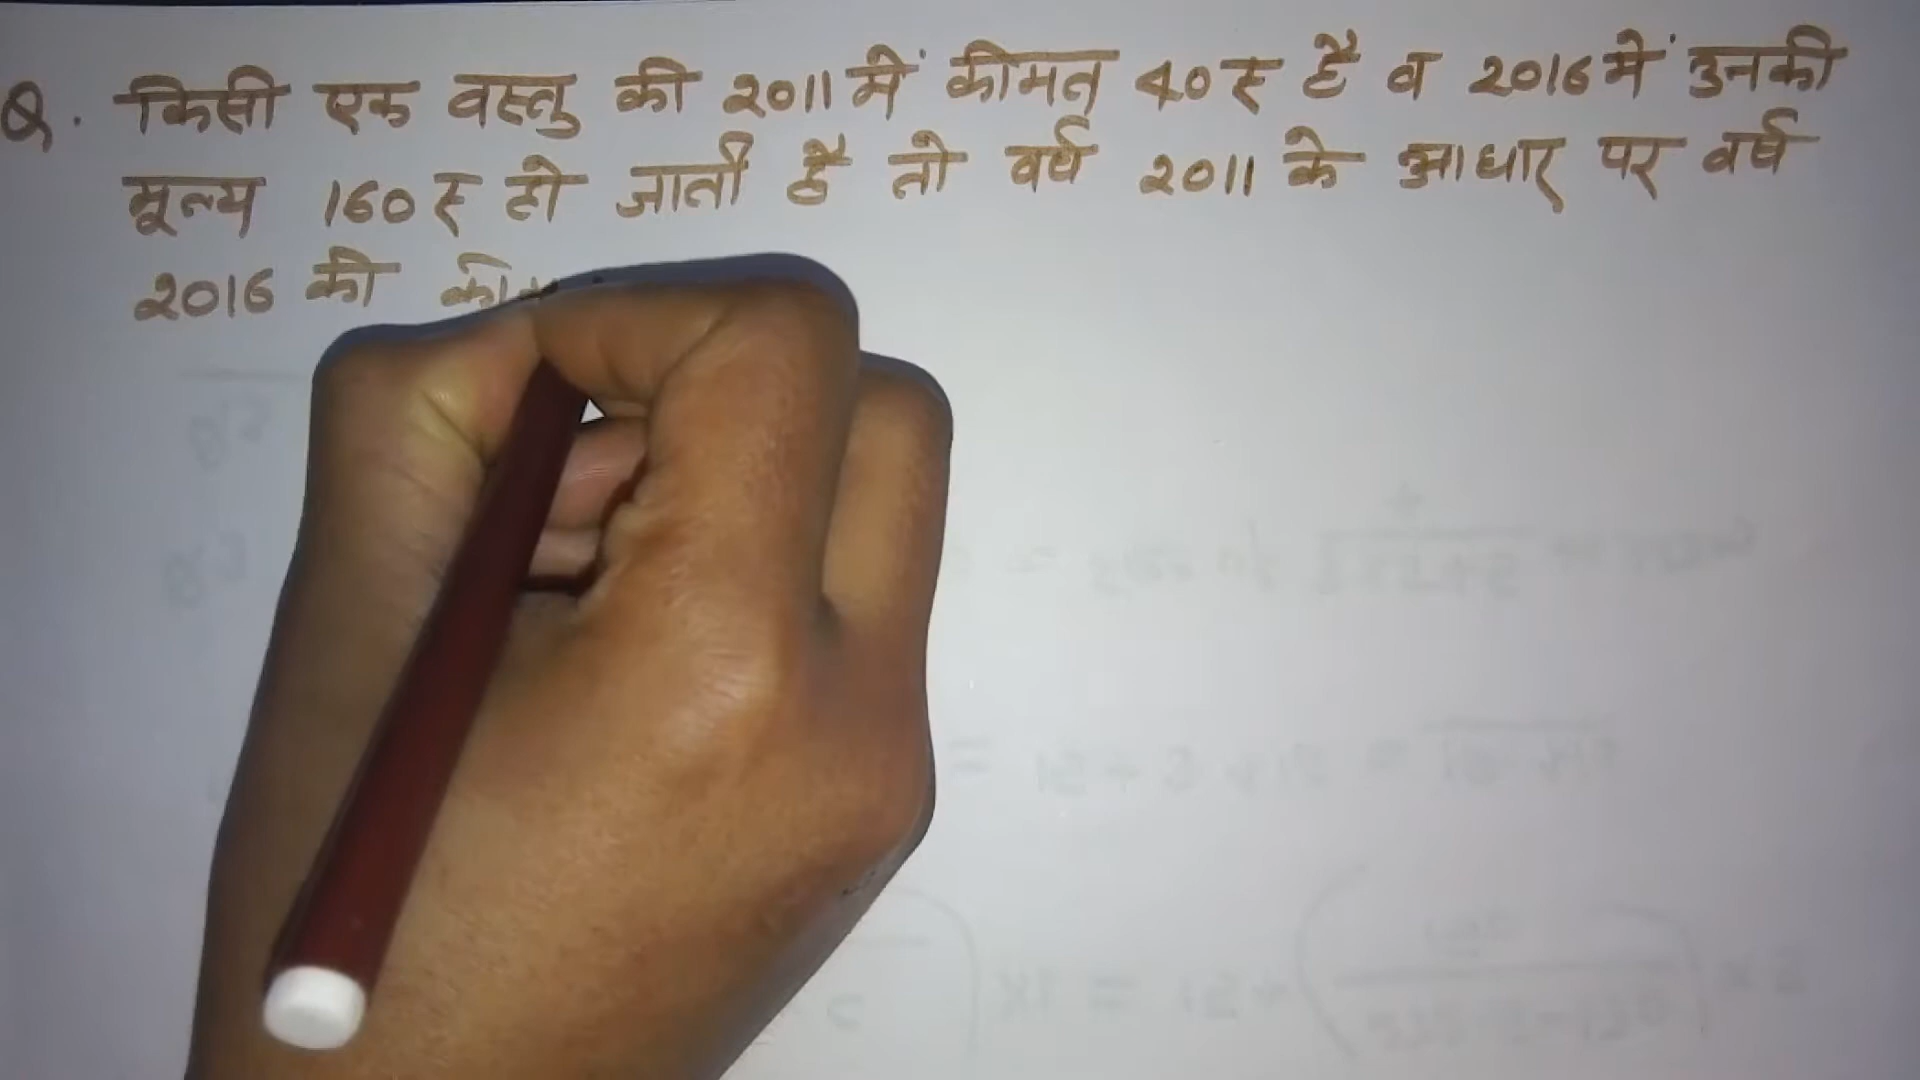 Q. किसी एक वस्तु की 2011 में कीमत 40 रू है व 2016 में उनकी
मूल्य 160 रू हो जाती है तो वर्ष 2011 के आधार पर वर्ष
2016 की